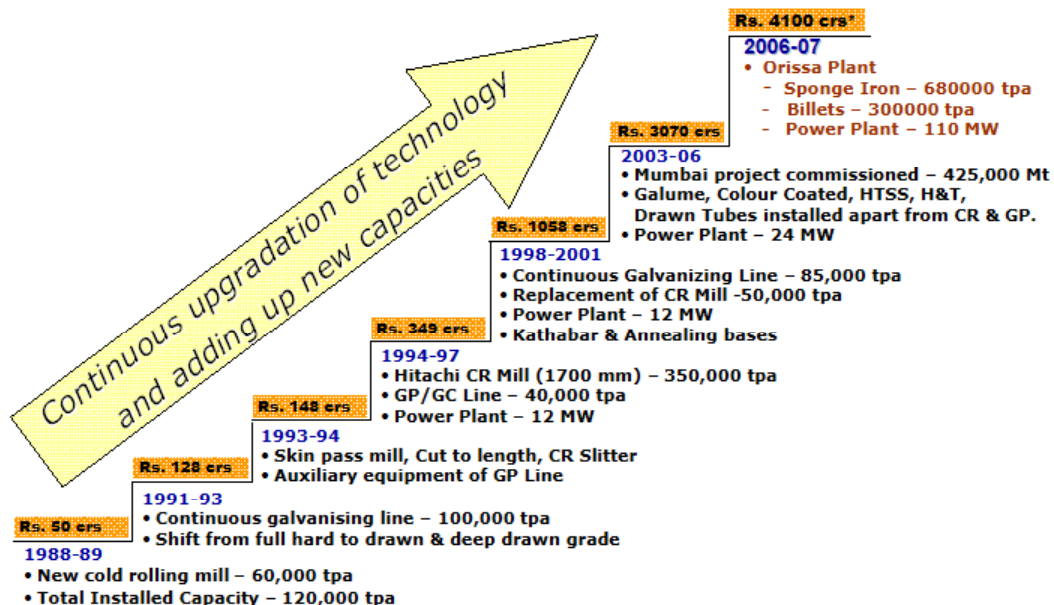 Rs. 4100 crs*
2006-07
• Orissa Plant
- Sponge Iron – 680000 tpa
- Billets – 300000 tpa
- Power Plant – 110 MW
Rs. 3070 crs
2003-06
• Mumbai project commissioned – 425,000 Mt
• Galume, Colour Coated, HTSS, H&T,
Drawn Tubes installed apart from CR & GP.
• Power Plant – 24 MW
Rs. 1058 crs
1998-2001
• Continuous Galvanizing Line – 85,000 tpa
• Replacement of CR Mill -50,000 tpa
• Power Plant – 12 MW
• Kathabar & Annealing bases
Rs. 349 crs
1994-97
• Hitachi CR Mill (1700 mm) – 350,000 tpa
• GP/GC Line – 40,000 tpa
• Power Plant – 12 MW
Rs. 148 crs
1993-94
• Skin pass mill, Cut to length, CR Slitter
• Auxiliary equipment of GP Line
Rs. 128 crs
1991-93
• Continuous galvanising line – 100,000 tpa
• Shift from full hard to drawn & deep drawn grade
Rs. 50 crs
1988-89
• New cold rolling mill – 60,000 tpa
• Total Installed Capacity – 120,000 tpa
Continuous upgradation of technology
and adding up new capacities